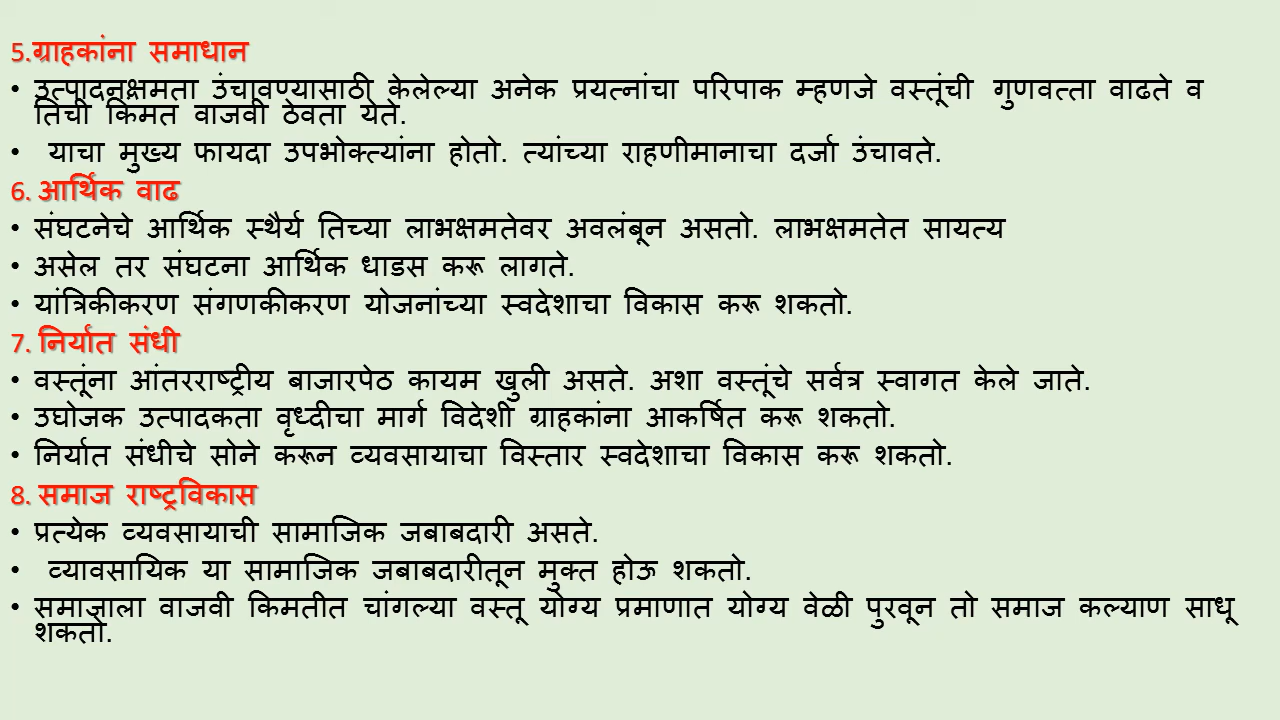 5.ग्राहकांना समाधान
• उत्पादनक्षमता उंचावण्यासाठी केलेल्या अनेक प्रयत्नांचा परिपाक म्हणजे वस्तूंची गुणवत्ता वाढते व
तिची किंमत वाजवी ठेवता येते.
• याचा मुख्य फायदा उपभोक्त्यांना होतो. त्यांच्या राहणीमानाचा दर्जा उंचावते.
6. आर्थिक वाढ
• संघटनेचे आर्थिक स्थैर्य तिच्या लाभक्षमतेवर अवलंबून असतो. लाभक्षमतेत सायत्य
• असेल तर संघटना आर्थिक धाडस करू लागते.
• यांत्रिकीकरण संगणकीकरण योजनांच्या स्वदेशाचा विकास करू शकतो.
7. निर्यात संधी
• वस्तूंना आंतरराष्ट्रीय बाजारपेठ कायम खुली असते. अशा वस्तूंचे सर्वत्र स्वागत केले जाते.
• उघोजक उत्पादकता वृध्दीचा मार्ग विदेशी ग्राहकांना आकर्षित करू शकतो.
• निर्यात संधीचे सोने करून व्यवसायाचा विस्तार स्वदेशाचा विकास करू शकतो.
8. समाज राष्ट्रविकास
• प्रत्येक व्यवसायाची सामाजिक जबाबदारी असते.
• व्यावसायिक या सामाजिक जबाबदारीतून मुक्त होऊ शकतो.
• समाजाला वाजवी किमतीत चांगल्या वस्तू योग्य प्रमाणात योग्य वेळी पुरवून तो समाज कल्याण साधू
शकतो.